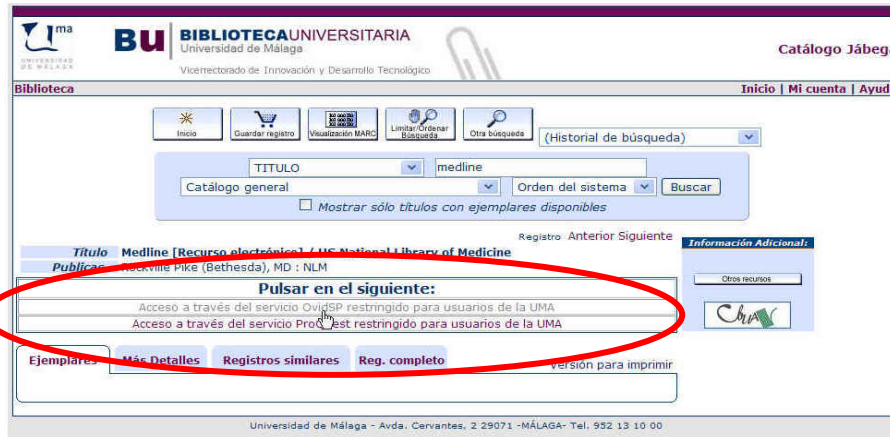 uma
UNIVERSIDAD
DE MÁLAGA
Bu
BIBLIOTECAUNIVERSITARIA
Universidad de Málaga
Vicerrectorado de Innovación y Desarrollo Tecnológico
Catálogo Jábega
Biblioteca
Inicio | Mi cuenta | Ayud
Inicio
Guardar registro
Visualización MARC
Limitar/Ordenar Búsqueda
Otra búsqueda
(Historial de búsqueda)
TITULO
medline
Catálogo general
Orden del sistema
Buscar
Mostrar sólo títulos con ejemplares disponibles
Registro Anterior Siguiente
Información Adicional:
Título Medline [Recurso electrónico] / US National Library of Medicine
Publicac Rockville Pike (Bethesda), MD : NLM
Otros recursos
Pulsar en el siguiente:
Acceso a través del servicio OvidSP restringido para usuarios de la UMA
Acceso a través del servicio ProQuest restringido para usuarios de la UMA
Cbua
Ejemplares
Más Detalles
Registros similares
Reg. completo
Versión para imprimir
Universidad de Málaga - Avda. Cervantes, 2 29071 -MÁLAGA- Tel. 952 13 10 00